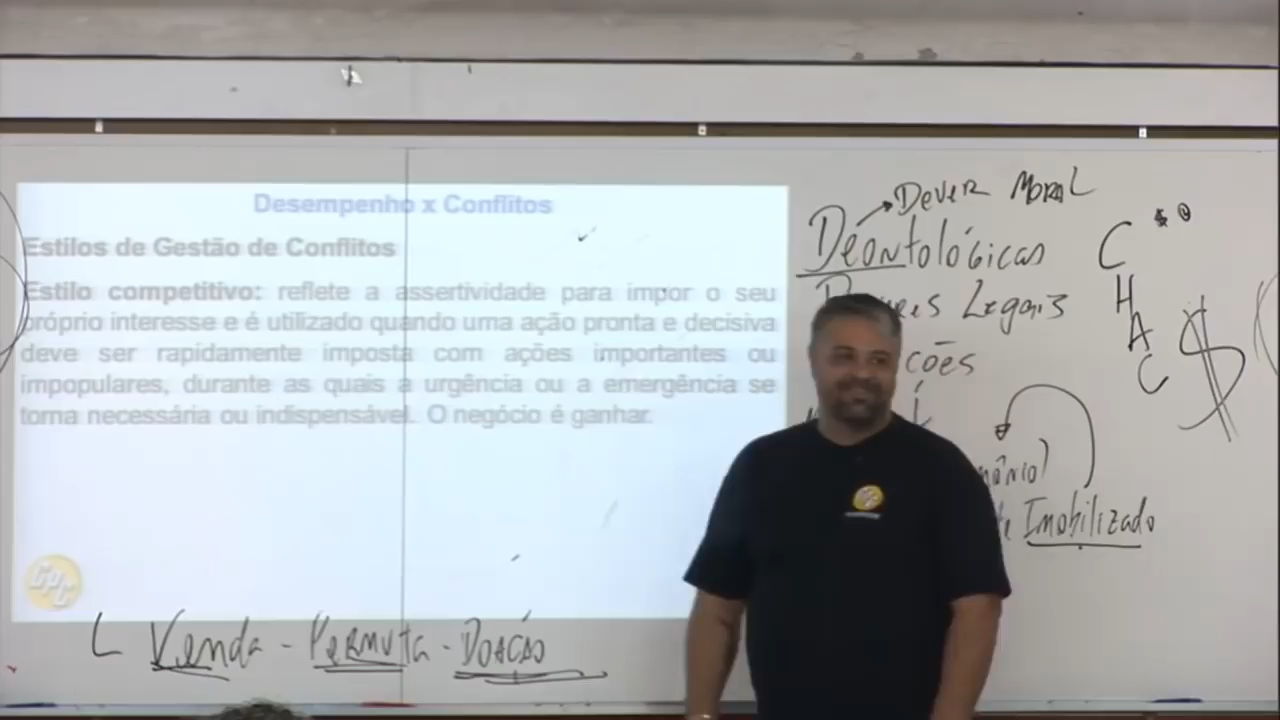 Desempenho x Conflitos
Estilos de Gestão de Conflitos
Estilo competitivo: reflete a assertividade para impor o seu
próprio interesse e é utilizado quando uma ação pronta e decisiva
deve ser rapidamente imposta com ações importantes ou
impopulares, durante as quais a urgência ou a emergência se
torna necessária ou indispensável. O negócio é ganhar.
GPC
Venda - Permuta - Doação
Dever Moral
Deontológicas
Legais
C
H
A
C
$
Imobilizado